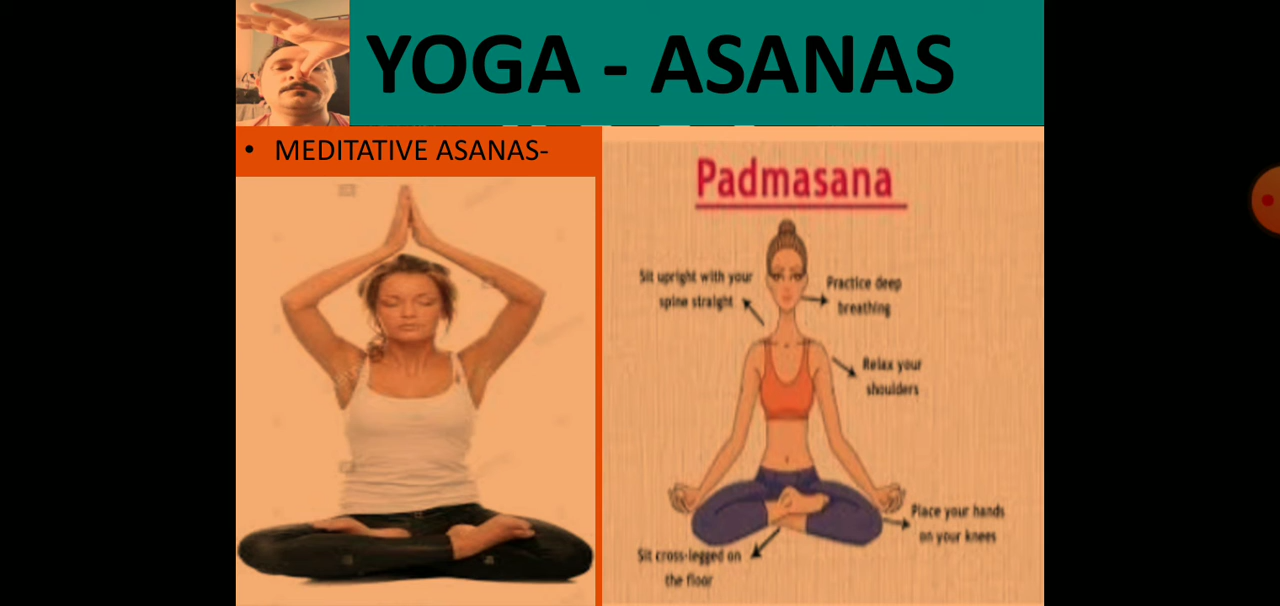 YOGA - ASANAS
• MEDITATIVE ASANAS-
Padmasana
Sit upright with your
spine straight
Practice deep
breathing
Relax your
shoulders
Place your hands
on your knees
Sit cross-legged on
the floor